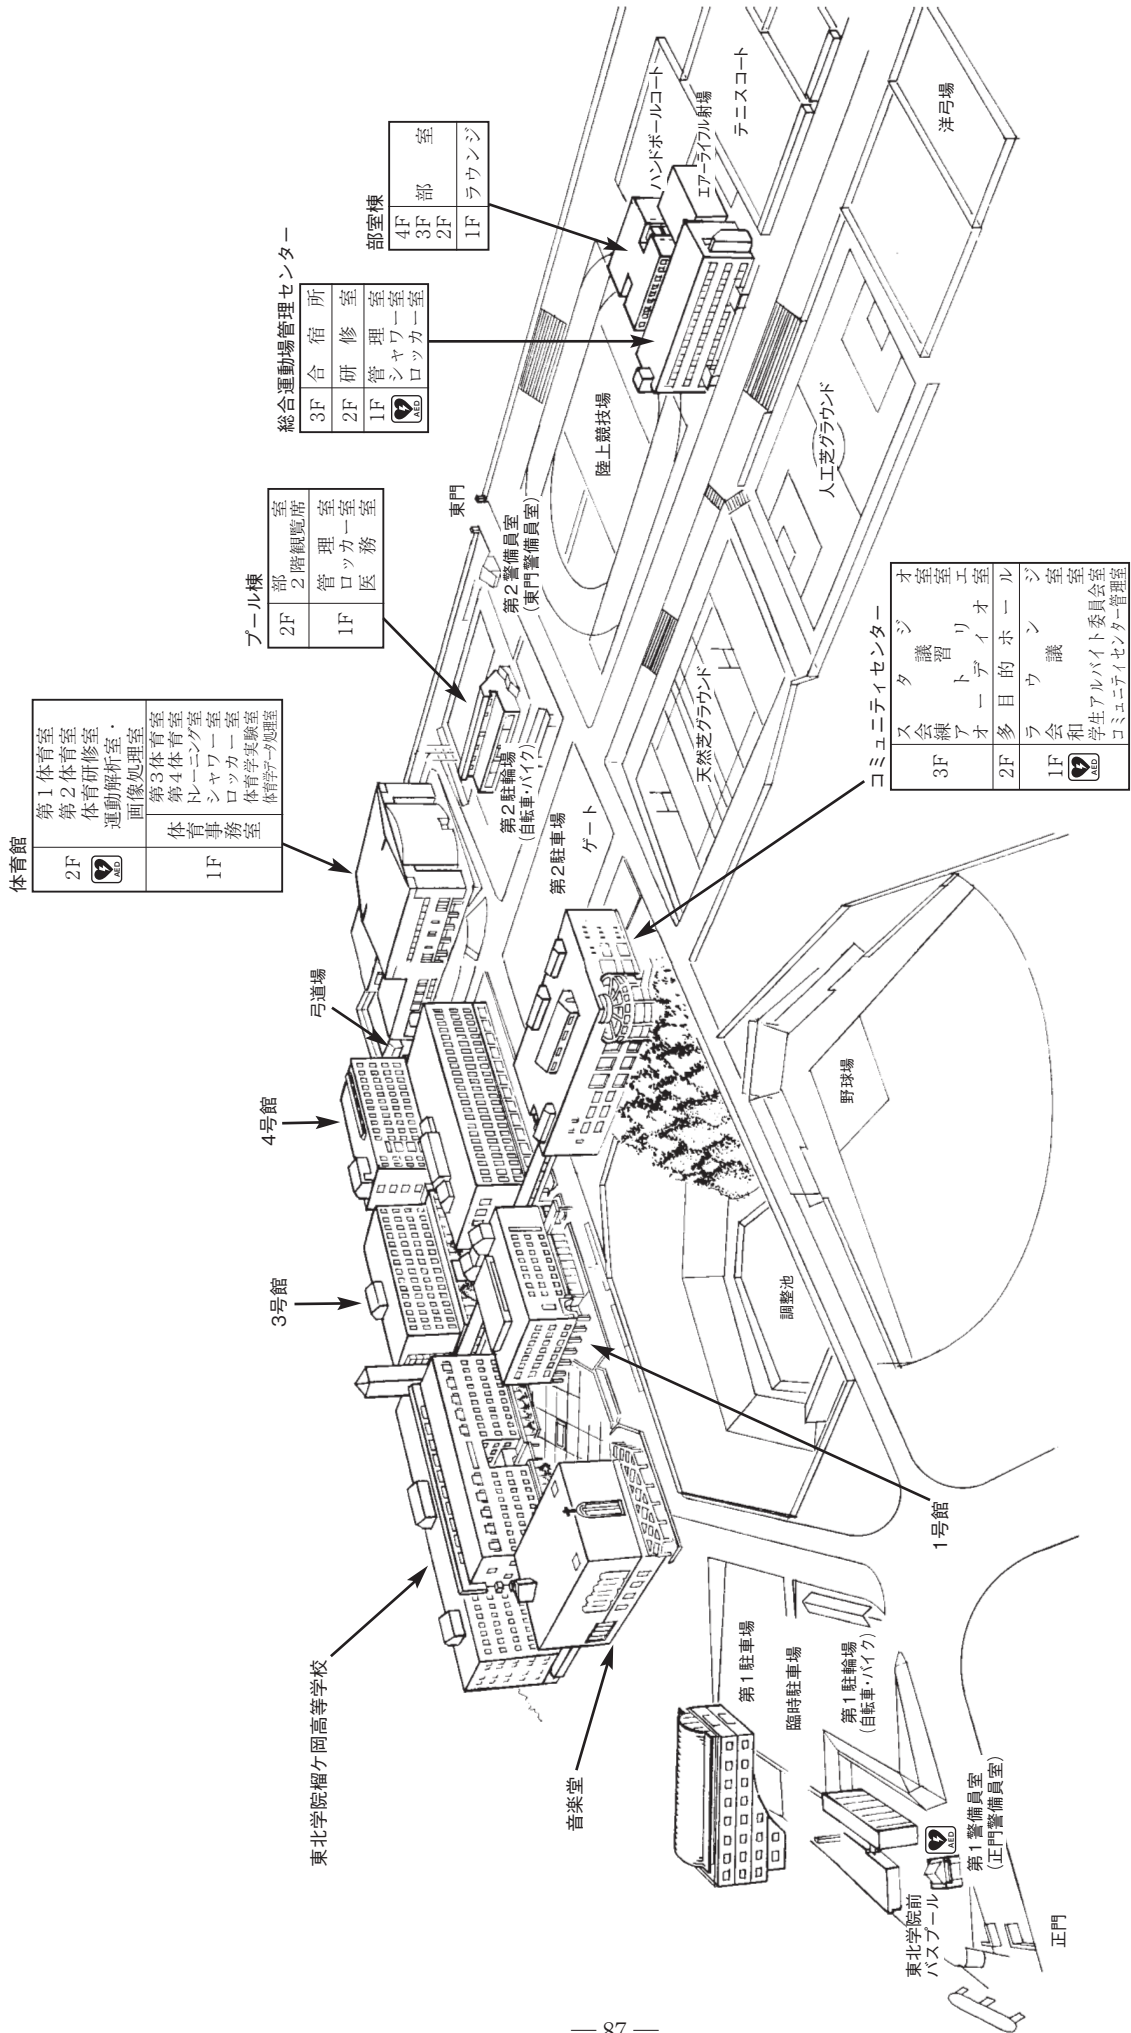 体育館
2F
AED
第1体育室
第2体育室
体育研修室
運動解析室・
画像処理室
1F
体育事務室
第3体育室
第4体育室
トレーニング室
シャワー室
ロッカー室
体育学実験室
体育学データ処理室
プール棟
2F
部室
2階観覧席
1F
管理室
ロッカー室
医務室
総合運動場管理センター
3F 合宿所
2F 研修室
1F
AED
管理室
シャワー室
ロッカー室
部室棟
4F
3F
2F
部室
1F ラウンジ
弓道場
4号館
3号館
東北学院榴ケ岡高等学校
音楽堂
1号館
東門
第2警備員室
(東門警備員室)
第2駐輪場
(自転車・バイク)
第2駐車場
ゲート
陸上競技場
ハンドボールコート
エアーライフル射場
テニスコート
洋弓場
人工芝グラウンド
天然芝グラウンド
コミュニティセンター
3F
スタジオ
会議室
練習室
アトリエ
オーディオ室
2F 多目的ホール
1F
AED
ラウンジ
会議室
和室
学生アルバイト委員会室
コミュニティセンター管理室
野球場
調整池
第1駐車場
臨時駐車場
第1駐輪場
(自転車・バイク)
AED
第1警備員室
(正門警備員室)
東北学院前
バスプール
正門
— 87 —